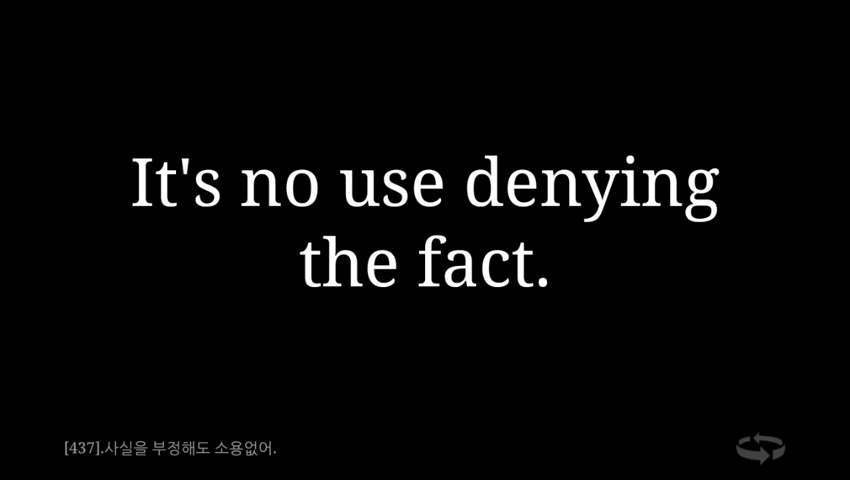 It's no use denying
the fact.
[437].사실을 부정해도 소용없어.